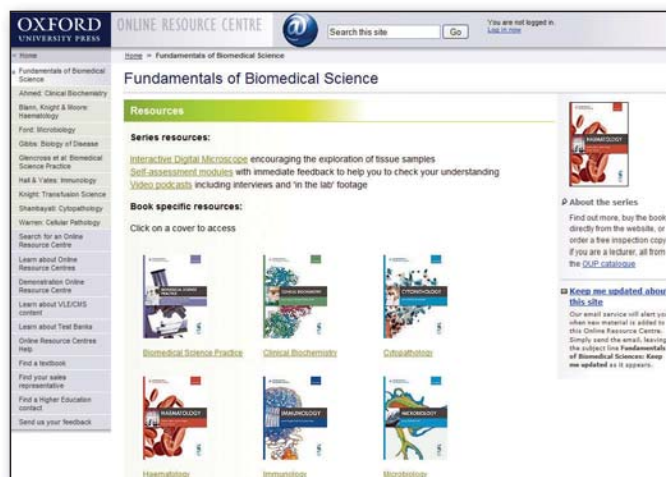 OXFORD
UNIVERSITY PRESS
ONLINE RESOURCE CENTRE
@
Search this site
Go
You are not logged in.
Log in now
Home
Home > Fundamentals of Biomedical Science
Fundamentals of Biomedical
Science
Ahmed: Clinical Biochemistry
Blann, Knight & Moore:
Haematology
Ford: Microbiology
Gibbs: Biology of Disease
Glencross et al: Biomedical
Science Practice
Hall & Yates: Immunology
Knight: Transfusion Science
Shambayati: Cytopathology
Warren: Cellular Pathology
Search for an Online
Resource Centre
Learn about Online
Resource Centres
Demonstration Online
Resource Centre
Learn about VLE/CMS
content
Learn about Test Banks
Online Resource Centres
Help
Find a textbook
Find your sales
representative
Find a Higher Education
contact
Send us your feedback
Fundamentals of Biomedical Science
Resources
Series resources:
Interactive Digital Microscope encouraging the exploration of tissue samples
Self-assessment modules with immediate feedback to help you to check your understanding
Video podcasts including interviews and 'in the lab' footage
Book specific resources:
Click on a cover to access
BIOMEDICAL SCIENCE
PRACTICE
CLINICAL BIOCHEMISTRY
CYTOPATHOLOGY
Biomedical Science Practice
Clinical Biochemistry
Cytopathology
HAEMATOLOGY
IMMUNOLOGY
MICROBIOLOGY
Haematology
Immunology
Microbiology
HAEMATOLOGY
About the series
Find out more, buy the book
directly from the website, or
order a free inspection copy
if you are a lecturer, all from
the OUP catalogue
Keep me updated about
this site
Our email service will alert you
when new material is added to
this Online Resource Centre.
Simply send the email, leaving
the subject line Fundamentals
of Biomedical Sciences: Keep
me updated as it appears.